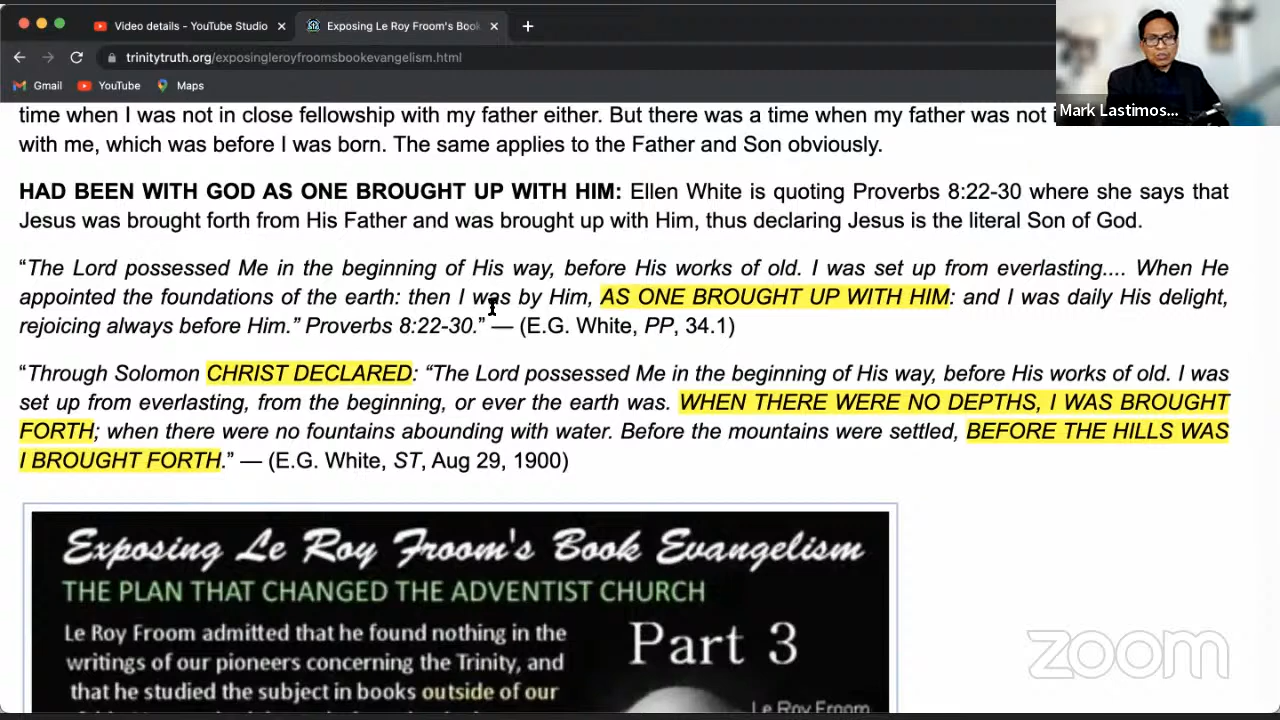 Video details - YouTube Studio
Exposing Le Roy Froom's Book
trinitytruth.org/exposingleroyfroomsbookevangelism.html
Gmail YouTube Maps
Mark Lastimos...
time when I was not in close fellowship with my father either. But there was a time when my father was not
with me, which was before I was born. The same applies to the Father and Son obviously.
HAD BEEN WITH GOD AS ONE BROUGHT UP WITH HIM: Ellen White is quoting Proverbs 8:22-30 where she says that
Jesus was brought forth from His Father and was brought up with Him, thus declaring Jesus is the literal Son of God.
“The Lord possessed Me in the beginning of His way, before His works of old. I was set up from everlasting.... When He
appointed the foundations of the earth: then I was by Him, AS ONE BROUGHT UP WITH HIM: and I was daily His delight,
rejoicing always before Him.” Proverbs 8:22-30.” — (E.G. White, PP, 34.1)
“Through Solomon CHRIST DECLARED: “The Lord possessed Me in the beginning of His way, before His works of old. I was
set up from everlasting, from the beginning, or ever the earth was. WHEN THERE WERE NO DEPTHS, I WAS BROUGHT
FORTH; when there were no fountains abounding with water. Before the mountains were settled, BEFORE THE HILLS WAS
I BROUGHT FORTH.” — (E.G. White, ST, Aug 29, 1900)
Exposing Le Roy Froom's Book Evangelism
THE PLAN THAT CHANGED THE ADVENTIST CHURCH
Le Roy Froom admitted that he found nothing in the
writings of our pioneers concerning the Trinity, and
that he studied the subject in books outside of our
Part 3
Le Roy Froom
zoom